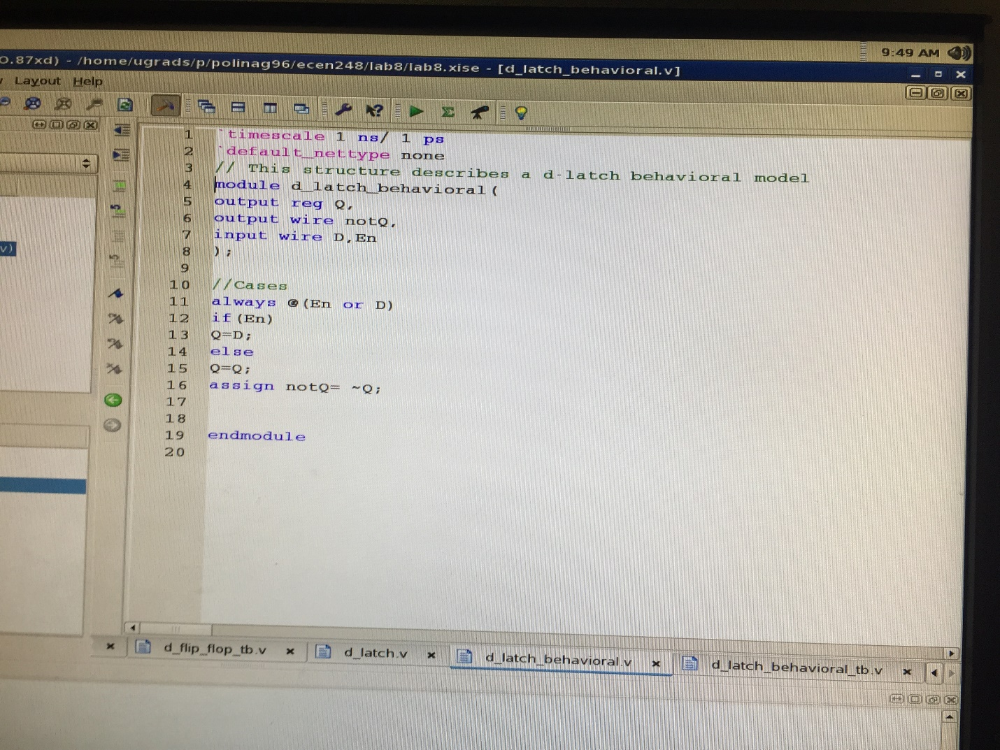 9:49 AM
0.87xd) - /home/ugrads/p/polinag96/ecen248/lab8/lab8.xise - [d_latch_behavioral.v]
Layout Help
1 `timescale 1 ns/ 1 ps
2 `default_nettype none
3 // This structure describes a d-latch behavioral model
4 module d_latch_behavioral(
5 output reg Q,
6 output wire notQ,
7 input wire D,En
8 );
9
10 //Cases
11 always @(En or D)
12 if(En)
13 Q=D;
14 else
15 Q=Q;
16 assign notQ= ~Q;
17
18
19 endmodule
20
v)
d_flip_flop_tb.v d_latch.v d_latch_behavioral.v d_latch_behavioral_tb.v